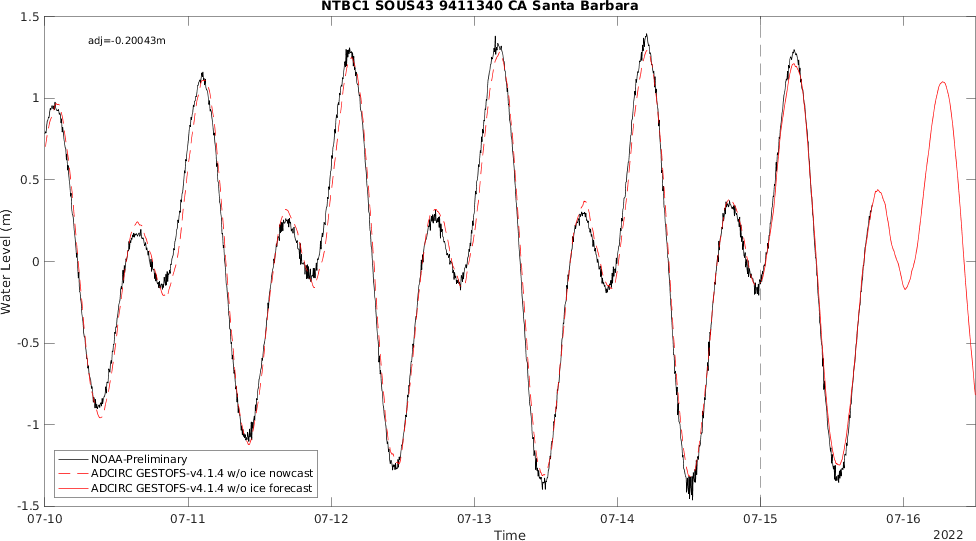 NTBC1 SOUS43 9411340 CA Santa Barbara
adj=-0.20043m
1.5
1
0.5
0
-0.5
-1
-1.5
Water Level (m)
NOAA-Preliminary
ADCIRC GESTOFS-v4.1.4 w/o ice nowcast
ADCIRC GESTOFS-v4.1.4 w/o ice forecast
07-10 07-11 07-12 07-13 07-14 07-15 07-16
Time
2022